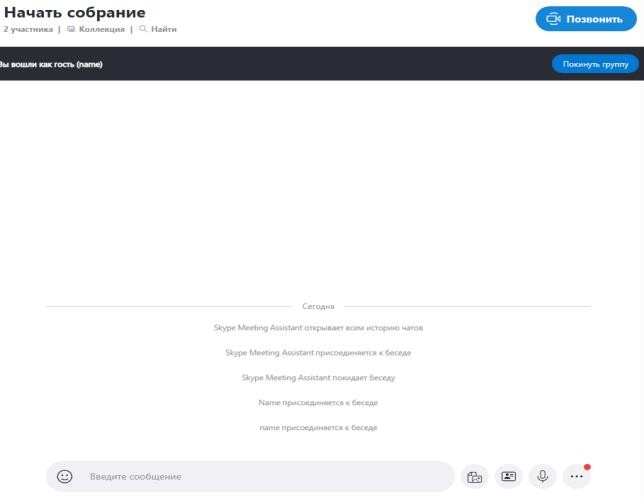 Начать собрание
Позвонить
2 участника | Коллекция | Найти
Вы вошли как гость (name)
Покинуть группу
Сегодня
Skype Meeting Assistant открывает всем историю чатов
Skype Meeting Assistant присоединяется к беседе
Skype Meeting Assistant покидает беседу
Name присоединяется к беседе
name присоединяется к беседе
Введите сообщение